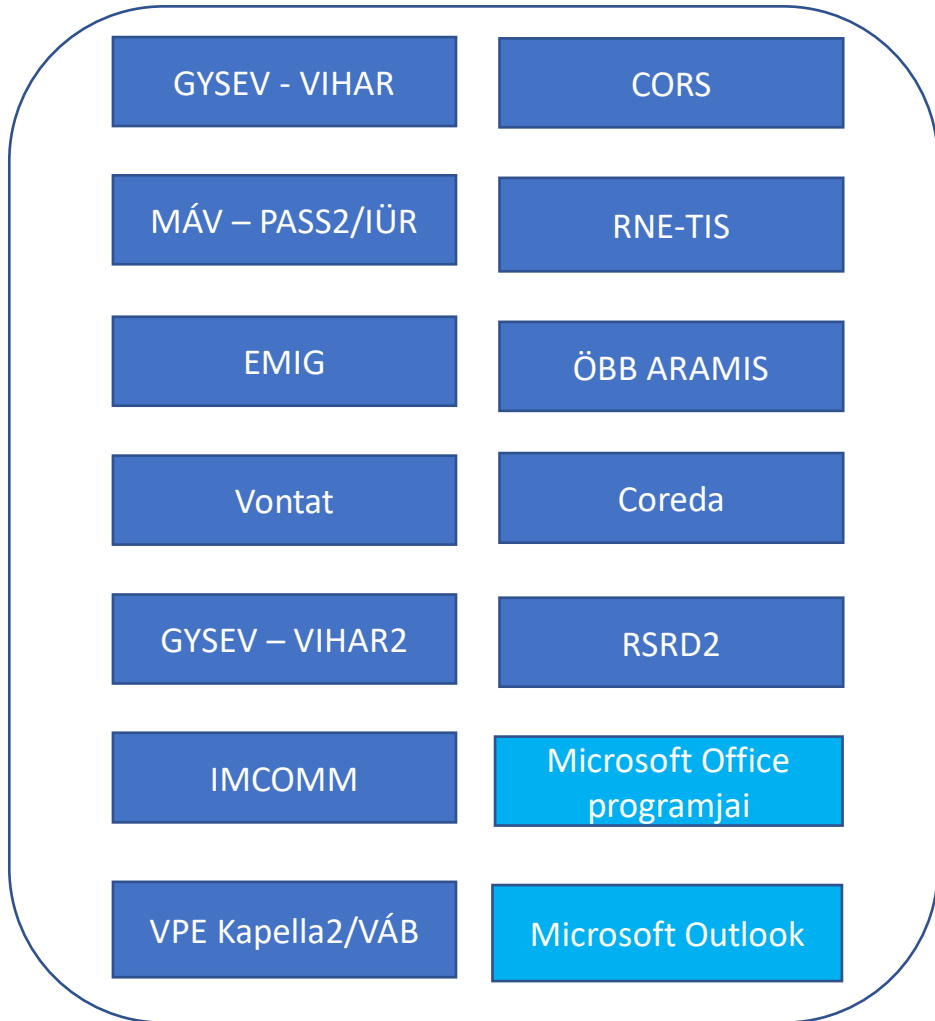 GYSEV - VIHAR
CORS
MÁV – PASS2/IÜR
RNE-TIS
EMIG
ÖBB ARAMIS
Vontat
Coreda
GYSEV – VIHAR2
RSRD2
IMCOMM
Microsoft Office
programjai
VPE Kapella2/VÁB
Microsoft Outlook